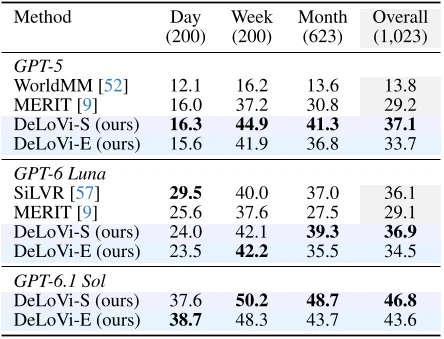 Method Day Week Month Overall
(200) (200) (623) (1,023)
GPT-5
WorldMM [52] 12.1 16.2 13.6 13.8
MERIT [9] 16.0 37.2 30.8 29.2
DeLoVi-S (ours) 16.3 44.9 41.3 37.1
DeLoVi-E (ours) 15.6 41.9 36.8 33.7
GPT-6 Luna
SiLVR [57] 29.5 40.0 37.0 36.1
MERIT [9] 25.6 37.6 27.5 29.1
DeLoVi-S (ours) 24.0 42.1 39.3 36.9
DeLoVi-E (ours) 23.5 42.2 35.5 34.5
GPT-6.1 Sol
DeLoVi-S (ours) 37.6 50.2 48.7 46.8
DeLoVi-E (ours) 38.7 48.3 43.7 43.6